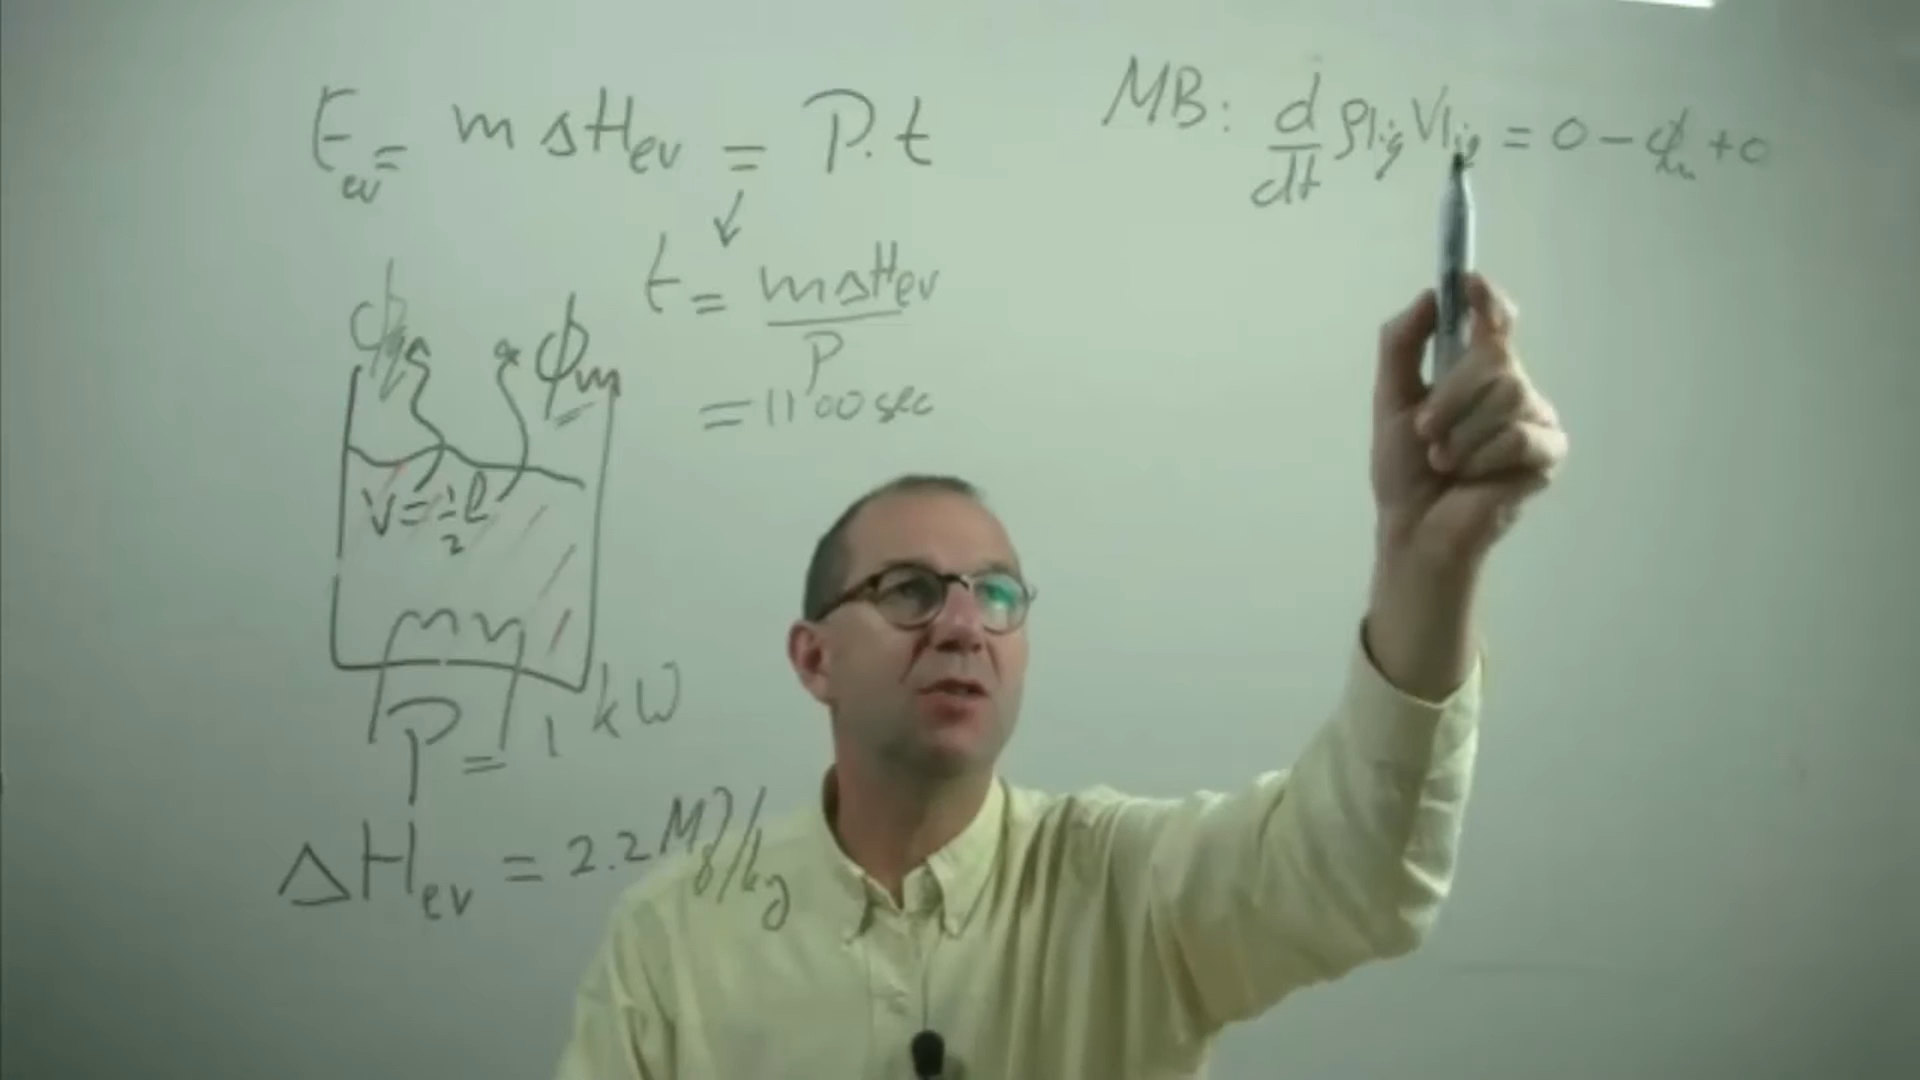 E_ev = m ΔH_ev = P.t
↓
t = mΔH_ev / P
= 1100 sec
ϕ_m
V = 1/2 l
P = 1 kW
ΔH_ev = 2.2 MJ/kg
MB: d/dt ρ_liq V_liq = 0 - ϕ_m + 0